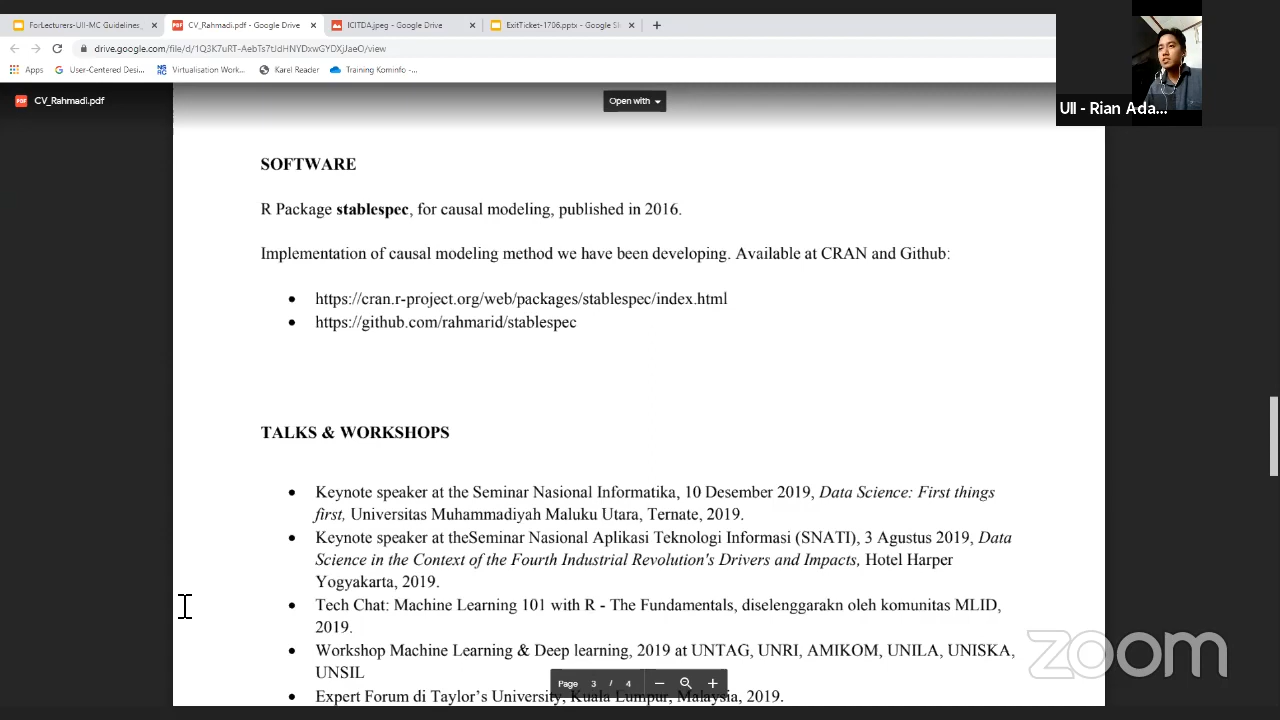 ForLecturers-UII-MC Guidelines
CV_Rahmadi.pdf - Google Drive
ICITDA.jpeg - Google Drive
ExitTicket-1706.pptx - Google Sl
drive.google.com/file/d/1Q3K7uRT-AebTs7tJdHNYDxwGYDXjJaeO/view
Apps
User-Centered Desi...
Virtualisation Work...
Karel Reader
Training Kominfo -...
UII - Rian Ada...
PDF CV_Rahmadi.pdf
Open with
SOFTWARE
R Package stablespec, for causal modeling, published in 2016.
Implementation of causal modeling method we have been developing. Available at CRAN and Github:
• https://cran.r-project.org/web/packages/stablespec/index.html
• https://github.com/rahmarid/stablespec
TALKS & WORKSHOPS
• Keynote speaker at the Seminar Nasional Informatika, 10 Desember 2019, Data Science: First things
first, Universitas Muhammadiyah Maluku Utara, Ternate, 2019.
• Keynote speaker at theSeminar Nasional Aplikasi Teknologi Informasi (SNATI), 3 Agustus 2019, Data
Science in the Context of the Fourth Industrial Revolution's Drivers and Impacts, Hotel Harper
Yogyakarta, 2019.
• Tech Chat: Machine Learning 101 with R - The Fundamentals, diselenggarakn oleh komunitas MLID,
2019.
• Workshop Machine Learning & Deep learning, 2019 at UNTAG, UNRI, AMIKOM, UNILA, UNISKA,
UNSIL
• Expert Forum di Taylor's University, Kuala Lumpur, Malaysia, 2019.
Page 3 / 4
zoom